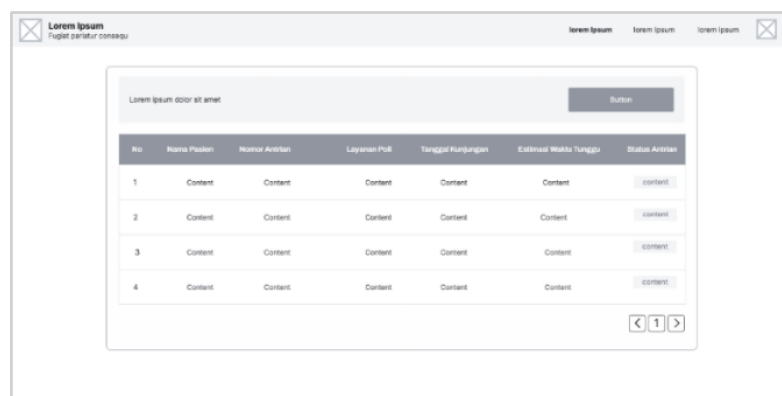 Lorem Ipsum
Fugiat pariatur consequ
lorem Ipsum lorem Ipsum lorem Ipsum
Lorem ipsum dolor sit amet
Button
No Nama Pasien Nomor Antrian Layanan Poli Tanggal Kunjungan Estimasi Waktu Tunggu Status Antrian
1 Content Content Content Content Content content
2 Content Content Content Content Content content
3 Content Content Content Content Content content
4 Content Content Content Content Content content
< 1 >